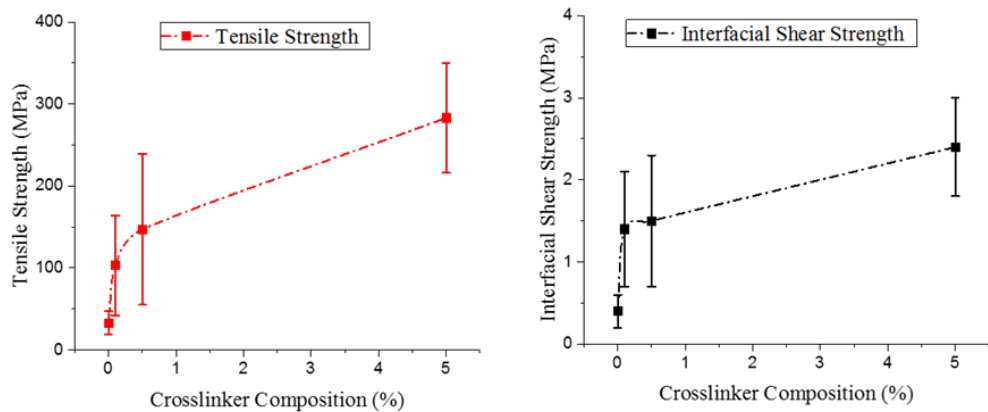 Tensile Strength
Tensile Strength (MPa)
400
300
200
100
0
0 1 2 3 4 5
Crosslinker Composition (%)
Interfacial Shear Strength
Interfacial Shear Strength (MPa)
4
3
2
1
0
0 1 2 3 4 5
Crosslinker Composition (%)